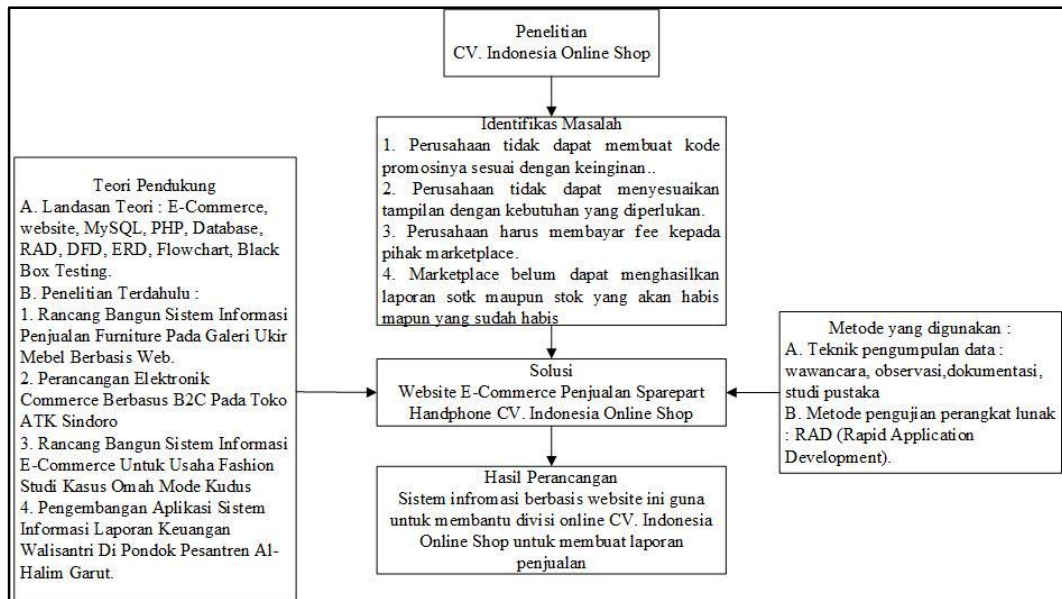 Penelitian
CV. Indonesia Online Shop
Identifikas Masalah
1. Perusahaan tidak dapat membuat kode
promosinya sesuai dengan keinginan..
2. Perusahaan tidak dapat menyesuaikan
tampilan dengan kebutuhan yang diperlukan.
3. Perusahaan harus membayar fee kepada
pihak marketplace.
4. Marketplace belum dapat menghasilkan
laporan sotk maupun stok yang akan habis
mapun yang sudah habis
Teori Pendukung
A. Landasan Teori : E-Commerce,
website, MySQL, PHP, Database,
RAD, DFD, ERD, Flowchart, Black
Box Testing.
B. Penelitian Terdahulu :
1. Rancang Bangun Sistem Informasi
Penjualan Furniture Pada Galeri Ukir
Mebel Berbasis Web.
2. Perancangan Elektronik
Commerce Berbasus B2C Pada Toko
ATK Sindoro
3. Rancang Bangun Sistem Informasi
E-Commerce Untuk Usaha Fashion
Studi Kasus Omah Mode Kudus
4. Pengembangan Aplikasi Sistem
Informasi Laporan Keuangan
Walisantri Di Pondok Pesantren Al-
Halim Garut.
Solusi
Website E-Commerce Penjualan Sparepart
Handphone CV. Indonesia Online Shop
Metode yang digunakan :
A. Teknik pengumpulan data :
wawancara, observasi,dokumentasi,
studi pustaka
B. Metode pengujian perangkat lunak
: RAD (Rapid Application
Development).
Hasil Perancangan
Sistem infromasi berbasis website ini guna
untuk membantu divisi online CV. Indonesia
Online Shop untuk membuat laporan
penjualan